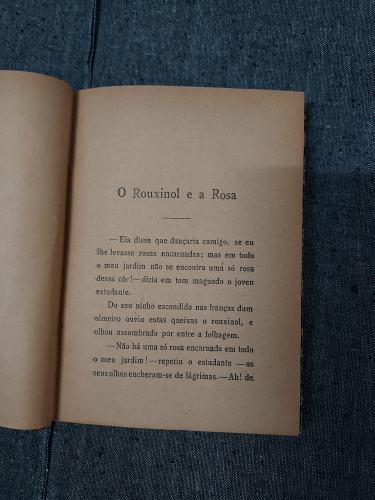 O Rouxinol e a Rosa
—Ela disse que dançaria comigo, se eu
lhe levasse rosas encarnadas; mas em todo
o meu jardim não se encontra uma só rosa
dessa côr!—dizia em tom magoado o joven
estudante.
Do seu ninho escondido nas franças dum
olmeiro ouviu estas queixas o rouxinol, e
olhou assombrado por entre a folhagem.
—Não há uma só rosa encarnada em todo
o meu jardim!—repetiu o estudante—os
seus olhos encheram-se de lágrimas.—Ah! de